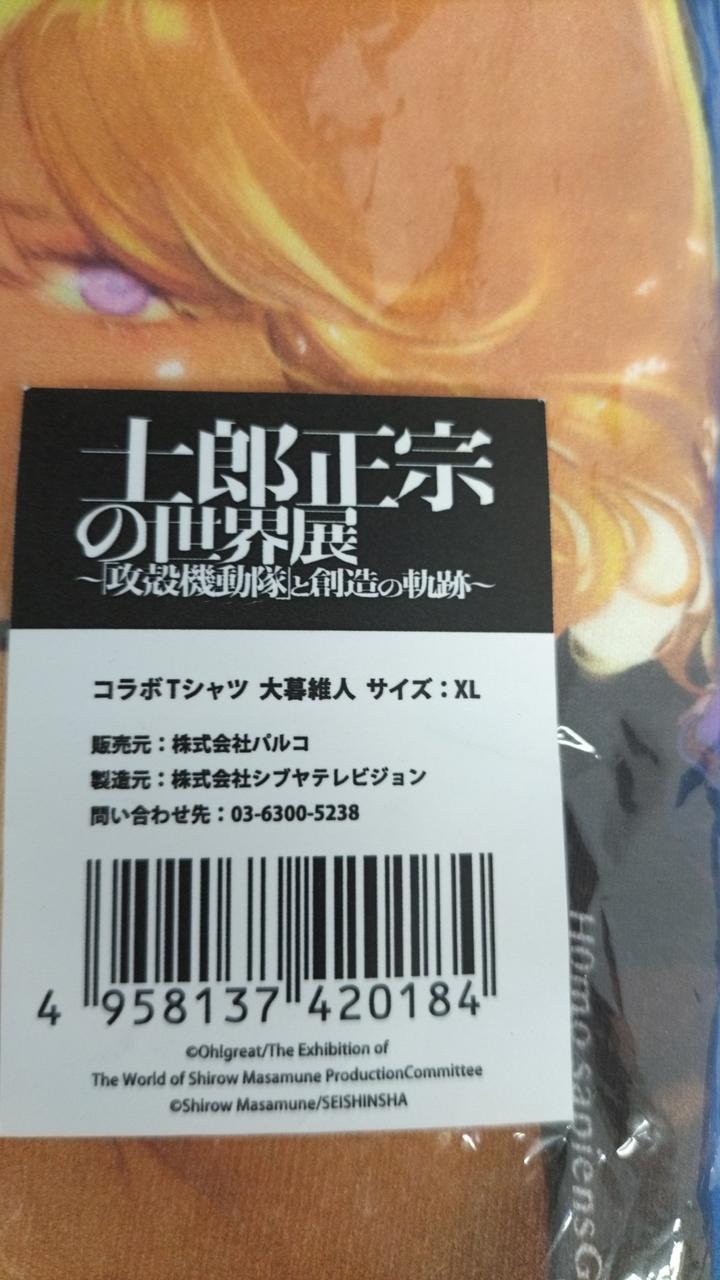 士郎正宗
の世界展
～「攻殻機動隊」と創造の軌跡～
コラボTシャツ 大暮維人 サイズ：XL
販売元：株式会社パルコ
製造元：株式会社シブヤテレビジョン
問い合わせ先：03-6300-5238
4 958137 420184
©Oh!great/The Exhibition of
The World of Shirow Masamune ProductionCommittee
©Shirow Masamune/SEISHINSHA